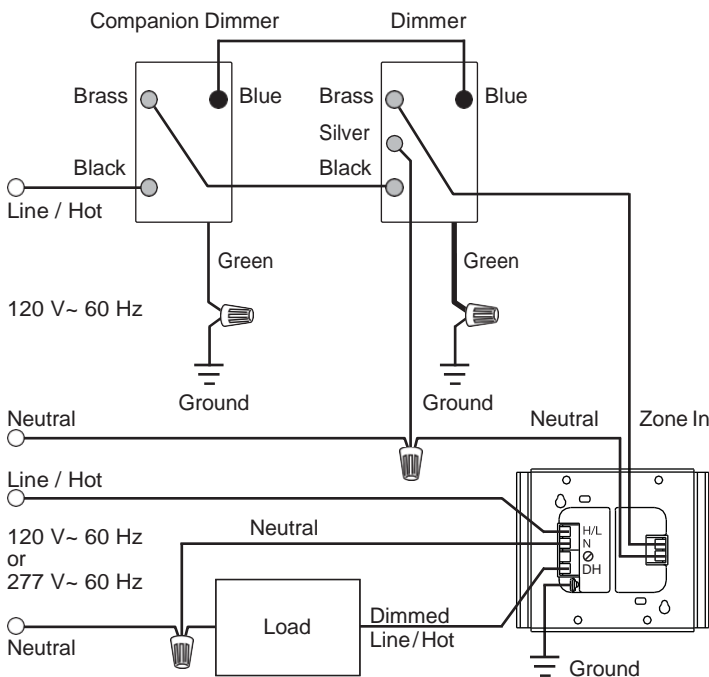 Companion Dimmer
Dimmer
Brass
Blue
Brass
Blue
Silver
Black
Black
Line / Hot
Green
Green
120 V~ 60 Hz
Ground
Ground
Neutral
Neutral
Zone In
Line / Hot
120 V~ 60 Hz
or
277 V~ 60 Hz
Neutral
H/L
N
DH
Load
Dimmed
Line/Hot
Neutral
Ground